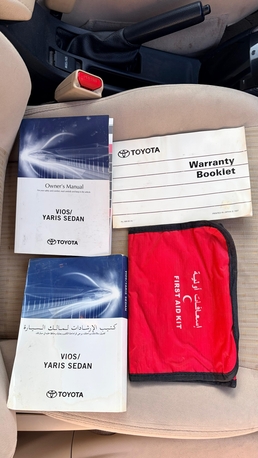 Owner's Manual
VIOS/
YARIS SEDAN
TOYOTA
TOYOTA
Warranty
Booklet
كتيب الإرشادات لمالك السيارة
VIOS/
YARIS SEDAN
TOYOTA
إسعافات أولية
FIRST AID KIT